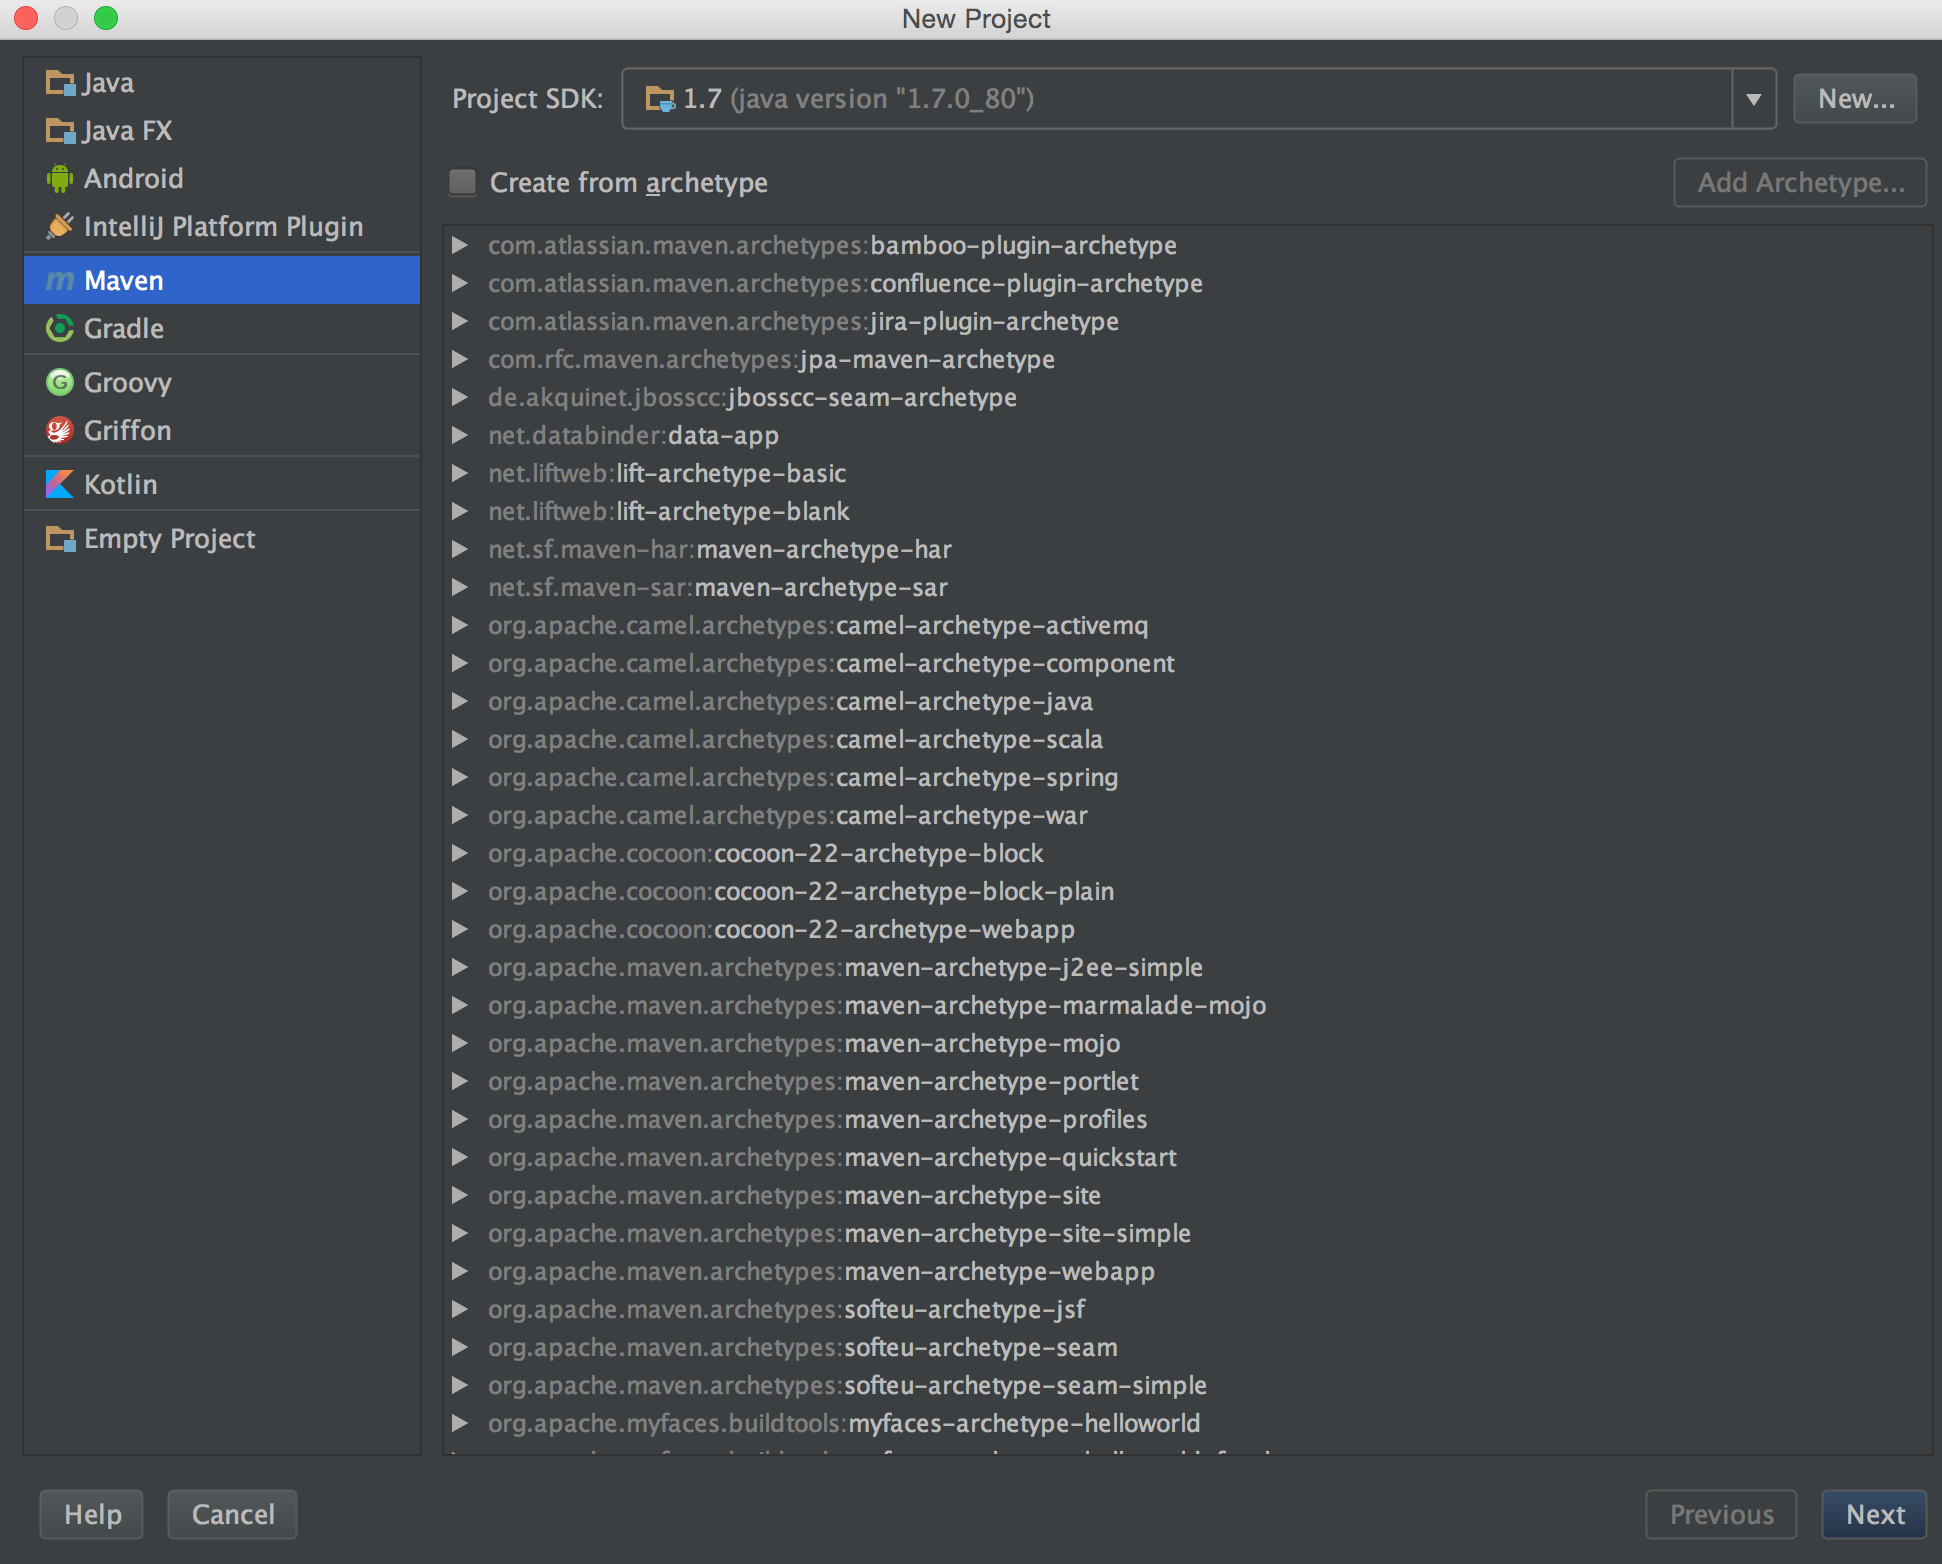 New Project
Java
Java FX
Android
IntelliJ Platform Plugin
Maven
Gradle
Groovy
Griffon
Kotlin
Empty Project
Project SDK: 1.7 (java version "1.7.0_80") New...
Create from archetype Add Archetype...
com.atlassian.maven.archetypes:bamboo-plugin-archetype
com.atlassian.maven.archetypes:confluence-plugin-archetype
com.atlassian.maven.archetypes:jira-plugin-archetype
com.rfc.maven.archetypes:jpa-maven-archetype
de.akquinet.jbosscc:jbosscc-seam-archetype
net.databinder:data-app
net.liftweb:lift-archetype-basic
net.liftweb:lift-archetype-blank
net.sf.maven-har:maven-archetype-har
net.sf.maven-sar:maven-archetype-sar
org.apache.camel.archetypes:camel-archetype-activemq
org.apache.camel.archetypes:camel-archetype-component
org.apache.camel.archetypes:camel-archetype-java
org.apache.camel.archetypes:camel-archetype-scala
org.apache.camel.archetypes:camel-archetype-spring
org.apache.camel.archetypes:camel-archetype-war
org.apache.cocoon:cocoon-22-archetype-block
org.apache.cocoon:cocoon-22-archetype-block-plain
org.apache.cocoon:cocoon-22-archetype-webapp
org.apache.maven.archetypes:maven-archetype-j2ee-simple
org.apache.maven.archetypes:maven-archetype-marmalade-mojo
org.apache.maven.archetypes:maven-archetype-mojo
org.apache.maven.archetypes:maven-archetype-portlet
org.apache.maven.archetypes:maven-archetype-profiles
org.apache.maven.archetypes:maven-archetype-quickstart
org.apache.maven.archetypes:maven-archetype-site
org.apache.maven.archetypes:maven-archetype-site-simple
org.apache.maven.archetypes:maven-archetype-webapp
org.apache.maven.archetypes:softeu-archetype-jsf
org.apache.maven.archetypes:softeu-archetype-seam
org.apache.maven.archetypes:softeu-archetype-seam-simple
org.apache.myfaces.buildtools:myfaces-archetype-helloworld
Help Cancel Previous Next